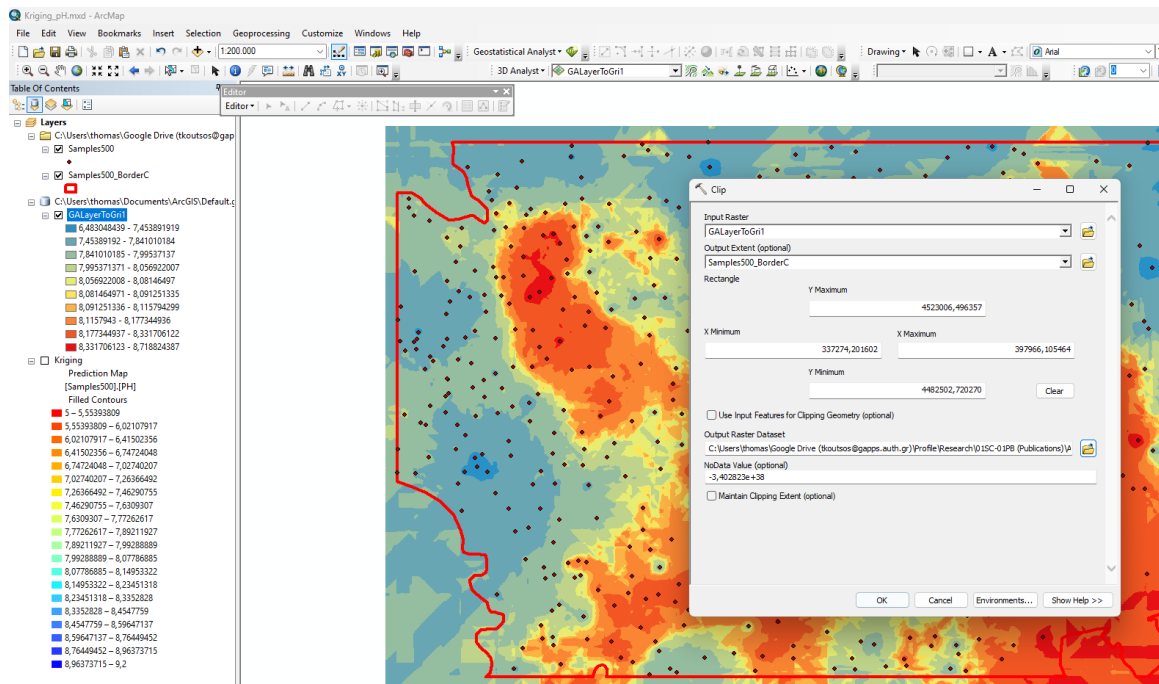 Kriging_pH.mxd - ArcMap
File Edit View Bookmarks Insert Selection Geoprocessing Customize Windows Help
1:200.000 Geostatistical Analyst Drawing A Arial
3D Analyst GALayerToGri1
Table Of Contents
Editor
Editor
Layers
C:\Users\thomas\Google Drive (tkoutsos@gap
Samples500
Samples500_BorderC
C:\Users\thomas\Documents\ArcGIS\Default.g
GALayerToGri1
6,483048439 - 7,453891919
7,45389192 - 7,841010184
7,841010185 - 7,99537137
7,995371371 - 8,056922007
8,056922008 - 8,08146497
8,081464971 - 8,091251335
8,091251336 - 8,115794299
8,1157943 - 8,177344936
8,177344937 - 8,331706122
8,331706123 - 8,718824387
Kriging
Prediction Map
[Samples500].[PH]
Filled Contours
5 – 5,55393809
5,55393809 – 6,02107917
6,02107917 – 6,41502356
6,41502356 – 6,74724048
6,74724048 – 7,02740207
7,02740207 – 7,26366492
7,26366492 – 7,46290755
7,46290755 – 7,6309307
7,6309307 – 7,77262617
7,77262617 – 7,89211927
7,89211927 – 7,99288889
7,99288889 – 8,07786885
8,07786885 – 8,14953322
8,14953322 – 8,23451318
8,23451318 – 8,3352828
8,3352828 – 8,4547759
8,4547759 – 8,59647137
8,59647137 – 8,76449452
8,76449452 – 8,96373715
8,96373715 – 9,2
Clip
Input Raster
GALayerToGri1
Output Extent (optional)
Samples500_BorderC
Rectangle
Y Maximum
4523006,496357
X Minimum X Maximum
337274,201602 397966,105464
Y Minimum
4482502,720270 Clear
Use Input Features for Clipping Geometry (optional)
Output Raster Dataset
C:\Users\thomas\Google Drive (tkoutsos@gapps.auth.gr)\Profile\Research\01SC-01PB (Publications)\A
NoData Value (optional)
-3,402823e+38
Maintain Clipping Extent (optional)
OK Cancel Environments... Show Help >>